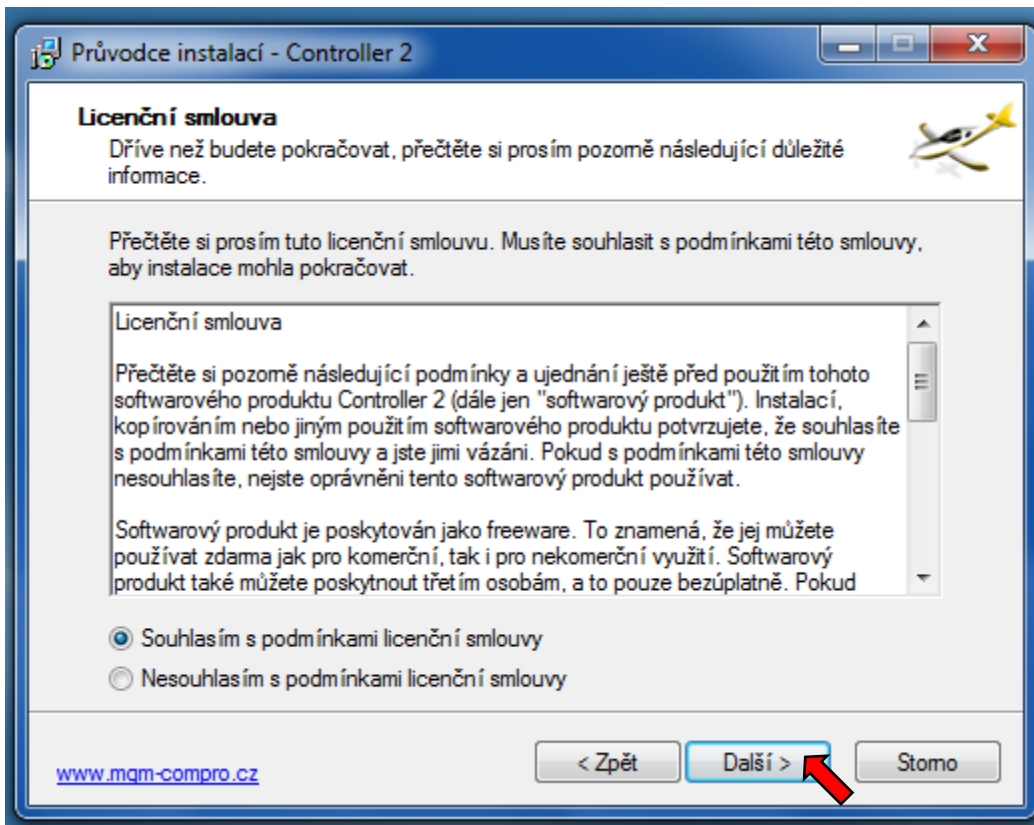 Průvodce instalací - Controller 2
Licenční smlouva
Dříve než budete pokračovat, přečtěte si prosím pozorně následující důležité
informace.
Přečtěte si prosím tuto licenční smlouvu. Musíte souhlasit s podmínkami této smlouvy,
aby instalace mohla pokračovat.
Licenční smlouva
Přečtěte si pozorně následující podmínky a ujednání ještě před použitím tohoto
softwarového produktu Controller 2 (dále jen "softwarový produkt"). Instalací,
kopírováním nebo jiným použitím softwarového produktu potvrzujete, že souhlasíte
s podmínkami této smlouvy a jste jimi vázáni. Pokud s podmínkami této smlouvy
nesouhlasíte, nejste oprávněni tento softwarový produkt používat.
Softwarový produkt je poskytován jako freeware. To znamená, že jej můžete
používat zdarma jak pro komerční, tak i pro nekomerční využití. Softwarový
produkt také můžete poskytnout třetím osobám, a to pouze bezúplatně. Pokud
Souhlasím s podmínkami licenční smlouvy
Nesouhlasím s podmínkami licenční smlouvy
www.mqm-compro.cz
< Zpět
Další >
Storno